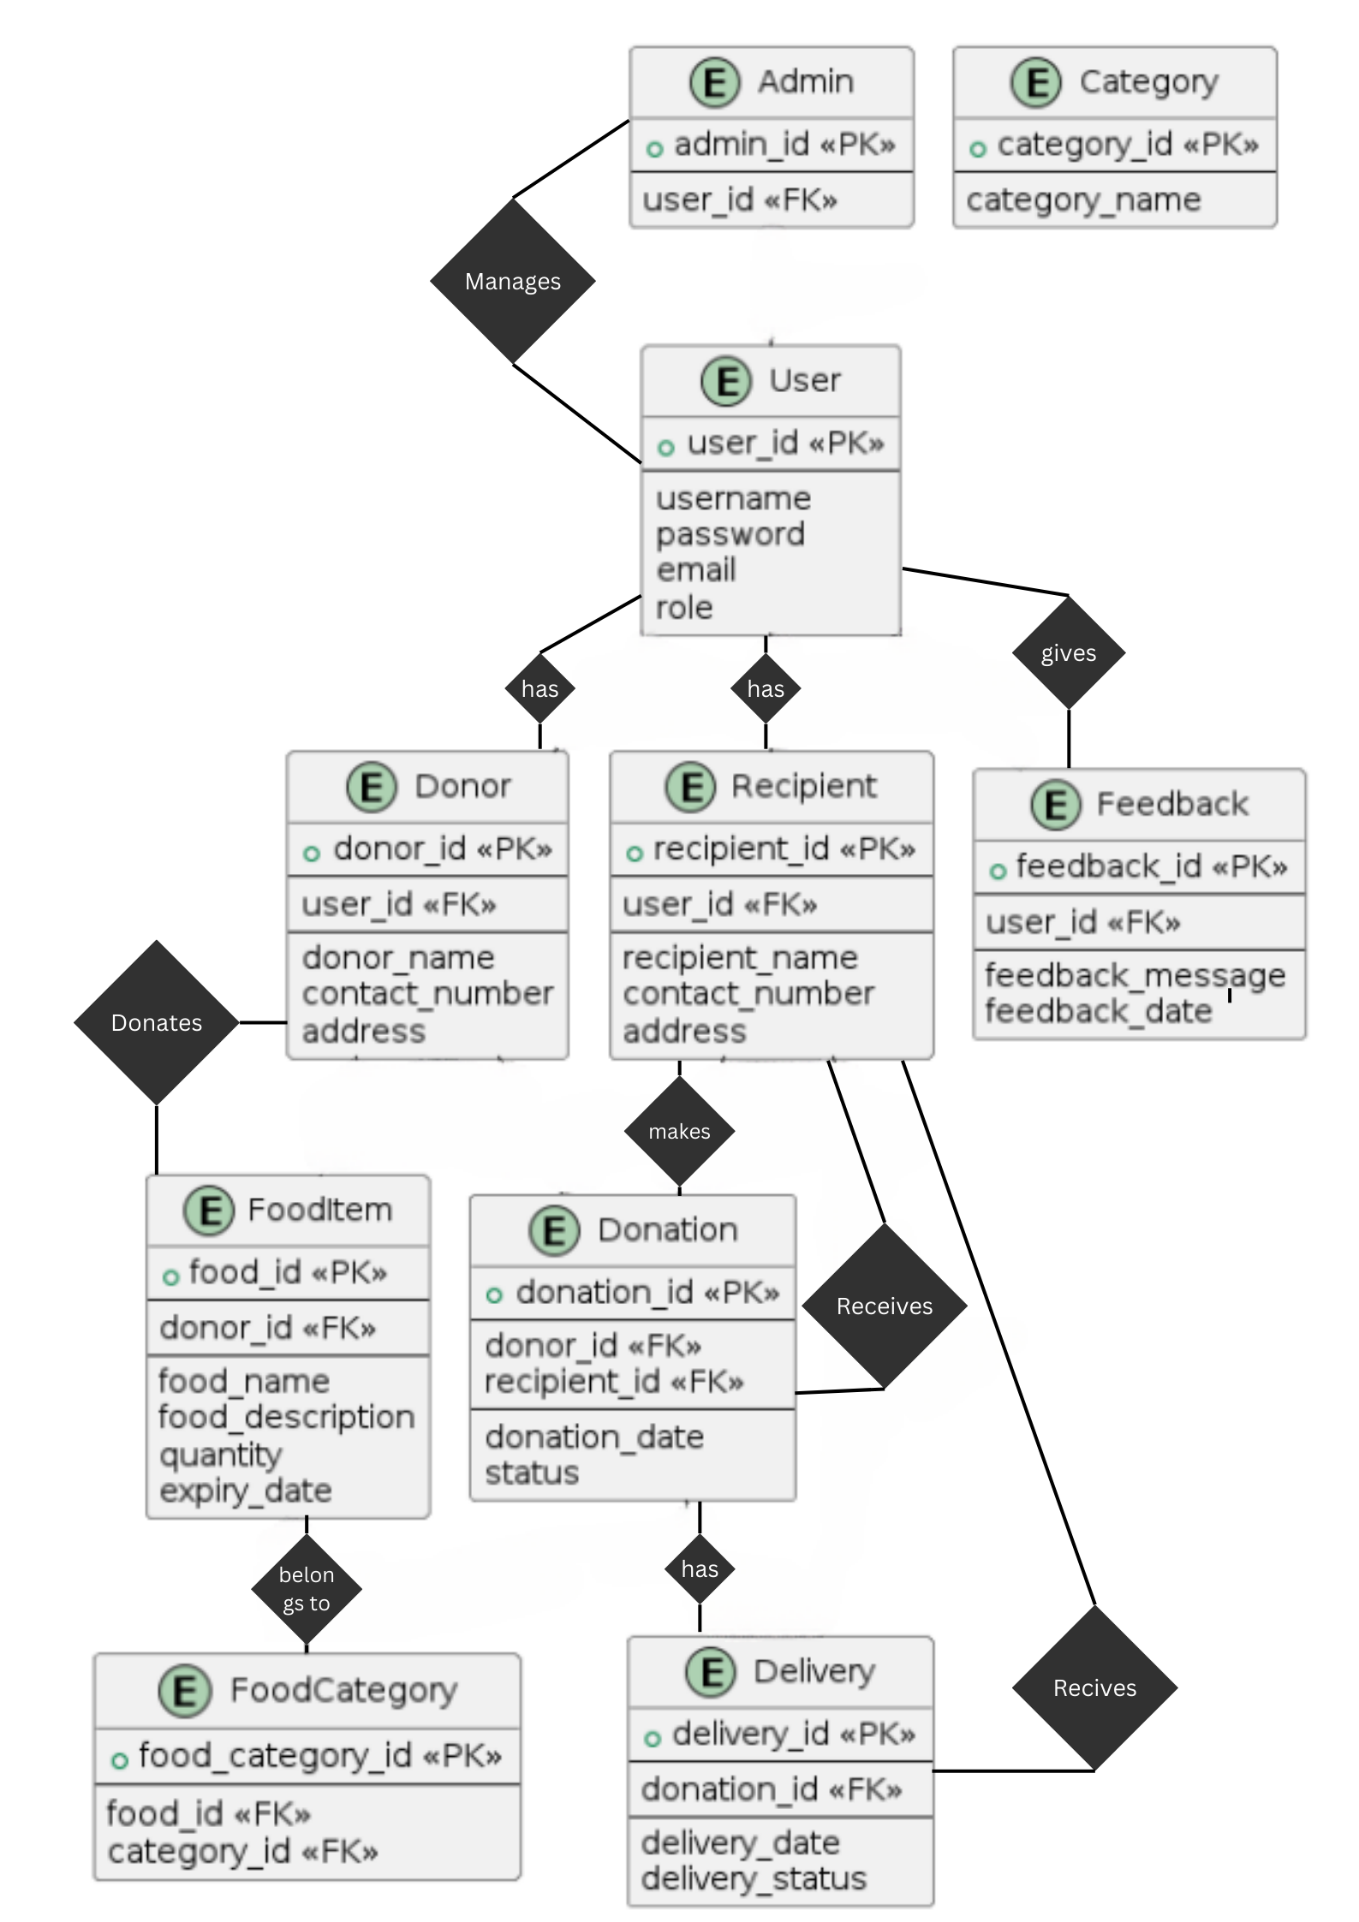 E Admin
admin_id «PK»
user_id «FK»
E Category
category_id «PK»
category_name
Manages
E User
user_id «PK»
username
password
email
role
has
has
gives
E Donor
donor_id «PK»
user_id «FK»
donor_name
contact_number
address
E Recipient
recipient_id «PK»
user_id «FK»
recipient_name
contact_number
address
E Feedback
feedback_id «PK»
user_id «FK»
feedback_message
feedback_date
Donates
makes
Receives
E FoodItem
food_id «PK»
donor_id «FK»
food_name
food_description
quantity
expiry_date
E Donation
donation_id «PK»
donor_id «FK»
recipient_id «FK»
donation_date
status
belon
gs to
has
Recives
E FoodCategory
food_category_id «PK»
food_id «FK»
category_id «FK»
E Delivery
delivery_id «PK»
donation_id «FK»
delivery_date
delivery_status